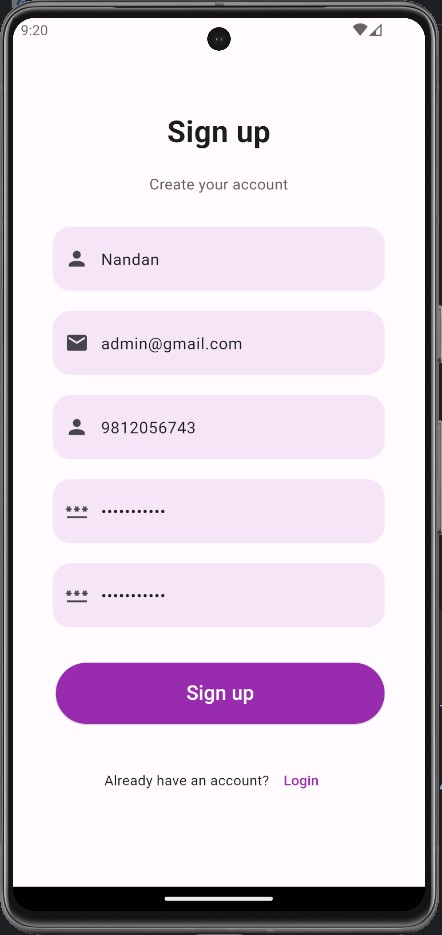 9:20
Sign up
Create your account
Nandan
admin@gmail.com
9812056743
•••••••••••
•••••••••••
Sign up
Already have an account? Login